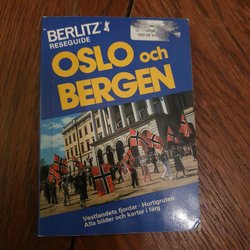 BERLITZ
RESEGUIDE
OSLO och
BERGEN
Vestlandets fjordar · Hurtigruten
Alla bilder och kartor i färg